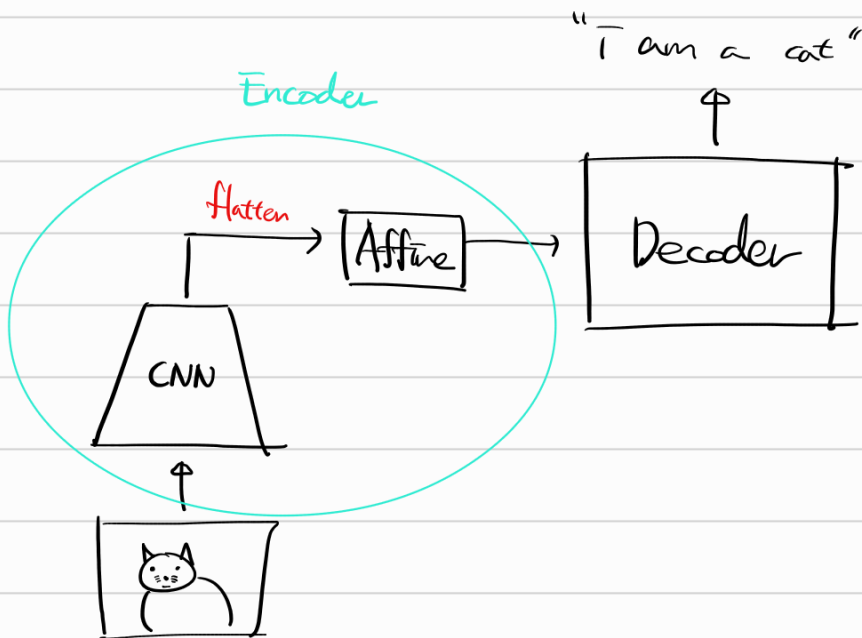 "I am a cat"
Encoder
flatten
Affine
Decoder
CNN